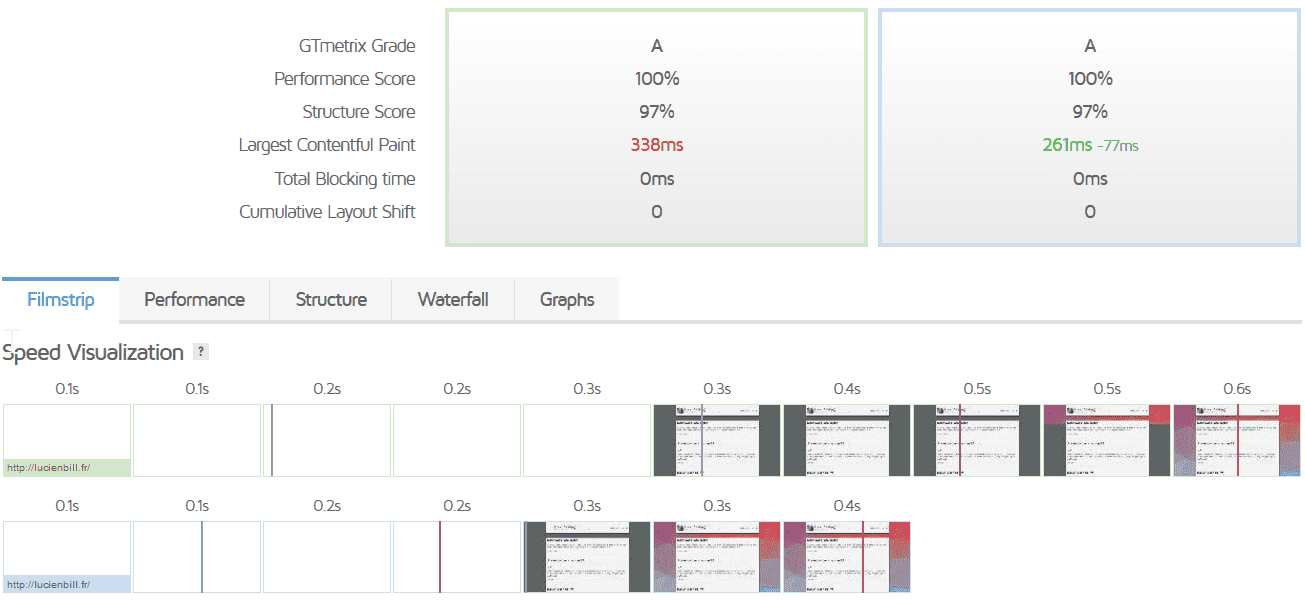 GTmetrix Grade A A
Performance Score 100% 100%
Structure Score 97% 97%
Largest Contentful Paint 338ms 261ms -77ms
Total Blocking time 0ms 0ms
Cumulative Layout Shift 0 0
Filmstrip Performance Structure Waterfall Graphs
Speed Visualization ?
0.1s 0.1s 0.2s 0.2s 0.3s 0.3s 0.4s 0.5s 0.5s 0.6s
http://lucienbill.fr/
0.1s 0.1s 0.2s 0.2s 0.3s 0.3s 0.4s
http://lucienbill.fr/